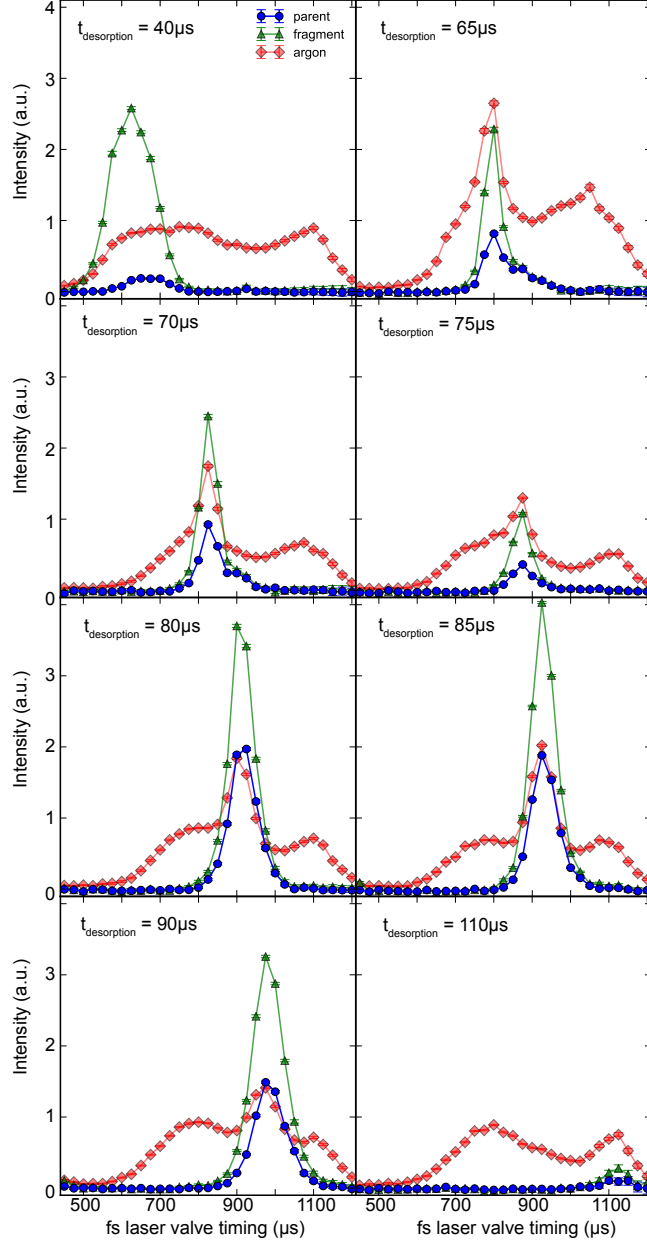 t_desorption = 40µs
parent
fragment
argon
t_desorption = 65µs
Intensity (a.u.)
4
3
2
1
0
t_desorption = 70µs
t_desorption = 75µs
Intensity (a.u.)
3
2
1
0
t_desorption = 80µs
t_desorption = 85µs
Intensity (a.u.)
3
2
1
0
t_desorption = 90µs
t_desorption = 110µs
Intensity (a.u.)
3
2
1
0
500 700 900 1100 500 700 900 1100
fs laser valve timing (µs) fs laser valve timing (µs)